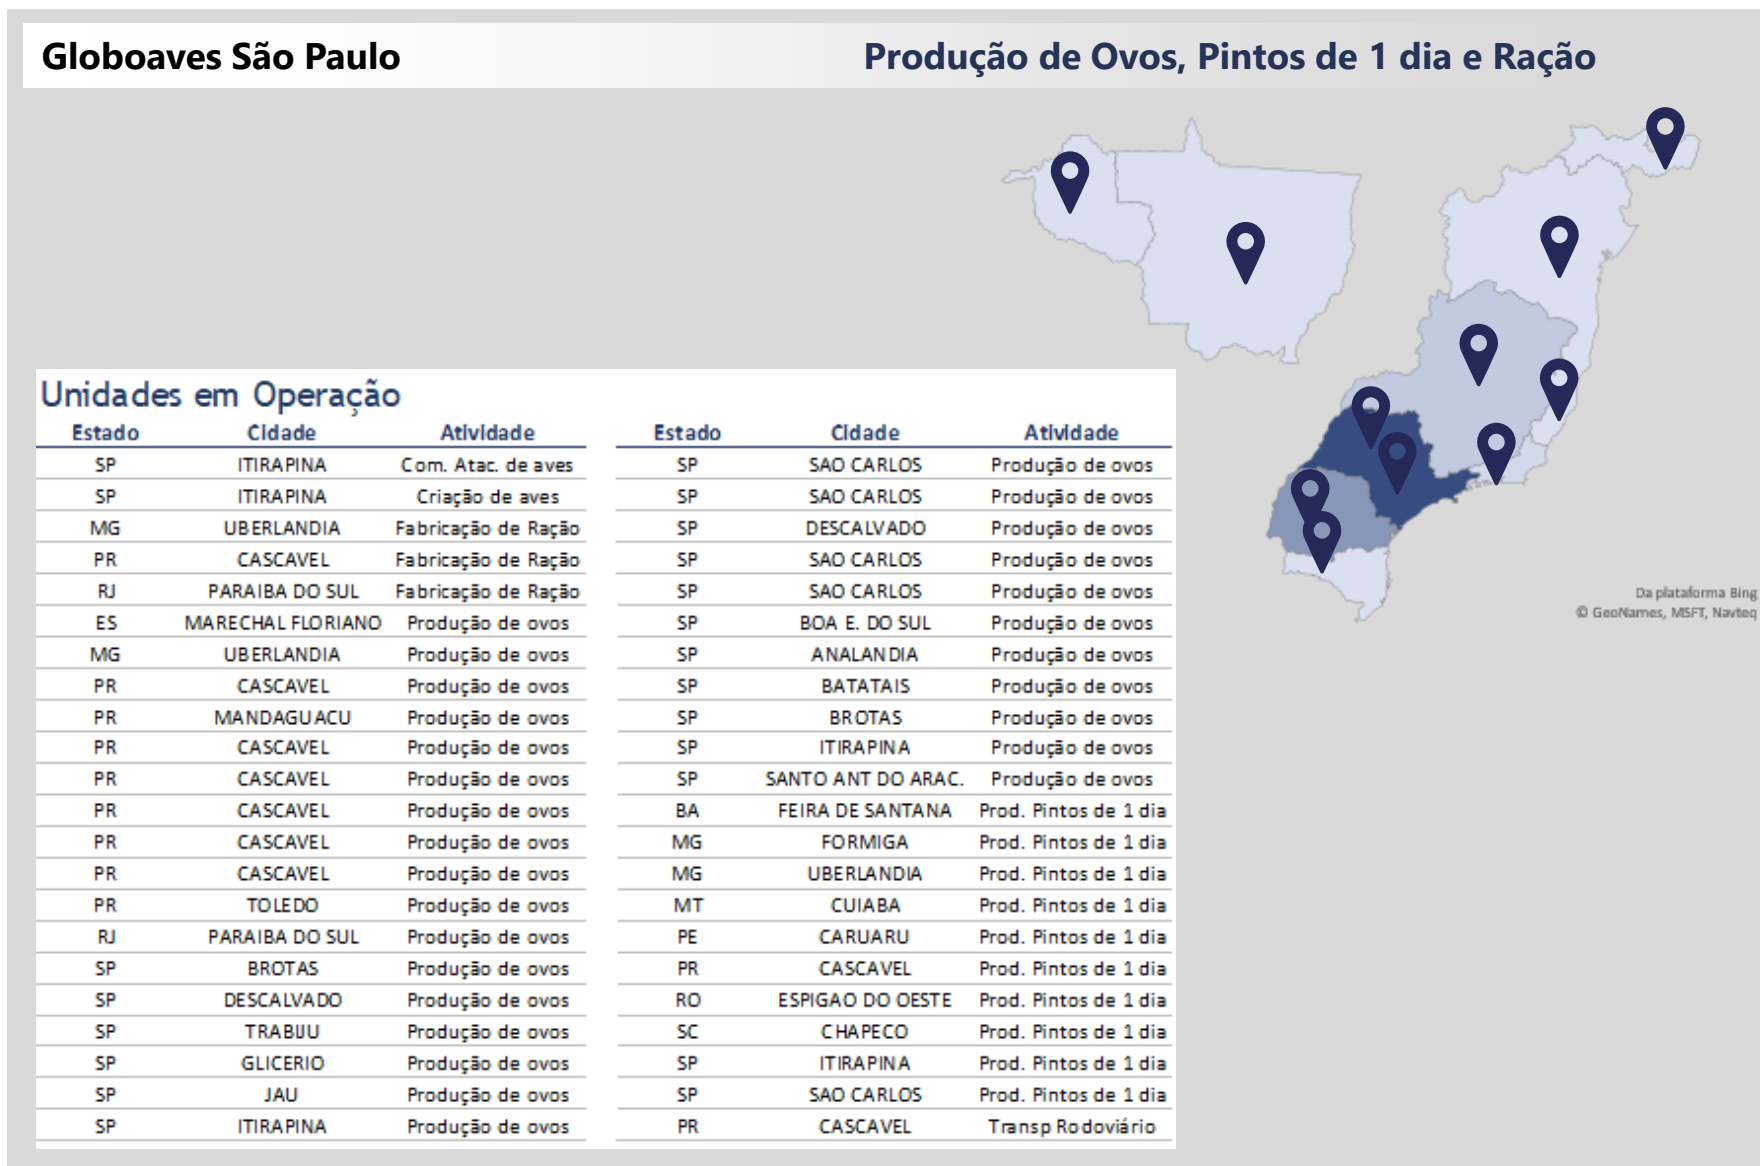 Globoaves São Paulo
Produção de Ovos, Pintos de 1 dia e Ração
Da plataforma Bing
© GeoNames, MSFT, Navteq
Unidades em Operação
Estado Cidade Atividade
SP ITIRAPINA Com. Atac. de aves
SP ITIRAPINA Criação de aves
MG UBERLANDIA Fabricação de Ração
PR CASCAVEL Fabricação de Ração
RJ PARAIBA DO SUL Fabricação de Ração
ES MARECHAL FLORIANO Produção de ovos
MG UBERLANDIA Produção de ovos
PR CASCAVEL Produção de ovos
PR MANDAGUACU Produção de ovos
PR CASCAVEL Produção de ovos
PR CASCAVEL Produção de ovos
PR CASCAVEL Produção de ovos
PR CASCAVEL Produção de ovos
PR CASCAVEL Produção de ovos
PR TOLEDO Produção de ovos
RJ PARAIBA DO SUL Produção de ovos
SP BROTAS Produção de ovos
SP DESCALVADO Produção de ovos
SP TRABIJU Produção de ovos
SP GLICERIO Produção de ovos
SP JAU Produção de ovos
SP ITIRAPINA Produção de ovos
Estado Cidade Atividade
SP SAO CARLOS Produção de ovos
SP SAO CARLOS Produção de ovos
SP DESCALVADO Produção de ovos
SP SAO CARLOS Produção de ovos
SP SAO CARLOS Produção de ovos
SP BOA E. DO SUL Produção de ovos
SP ANALANDIA Produção de ovos
SP BATATAIS Produção de ovos
SP BROTAS Produção de ovos
SP ITIRAPINA Produção de ovos
SP SANTO ANT DO ARAC. Produção de ovos
BA FEIRA DE SANTANA Prod. Pintos de 1 dia
MG FORMIGA Prod. Pintos de 1 dia
MG UBERLANDIA Prod. Pintos de 1 dia
MT CUIABA Prod. Pintos de 1 dia
PE CARUARU Prod. Pintos de 1 dia
PR CASCAVEL Prod. Pintos de 1 dia
RO ESPIGAO DO OESTE Prod. Pintos de 1 dia
SC CHAPECO Prod. Pintos de 1 dia
SP ITIRAPINA Prod. Pintos de 1 dia
SP SAO CARLOS Prod. Pintos de 1 dia
PR CASCAVEL Transp Rodoviário